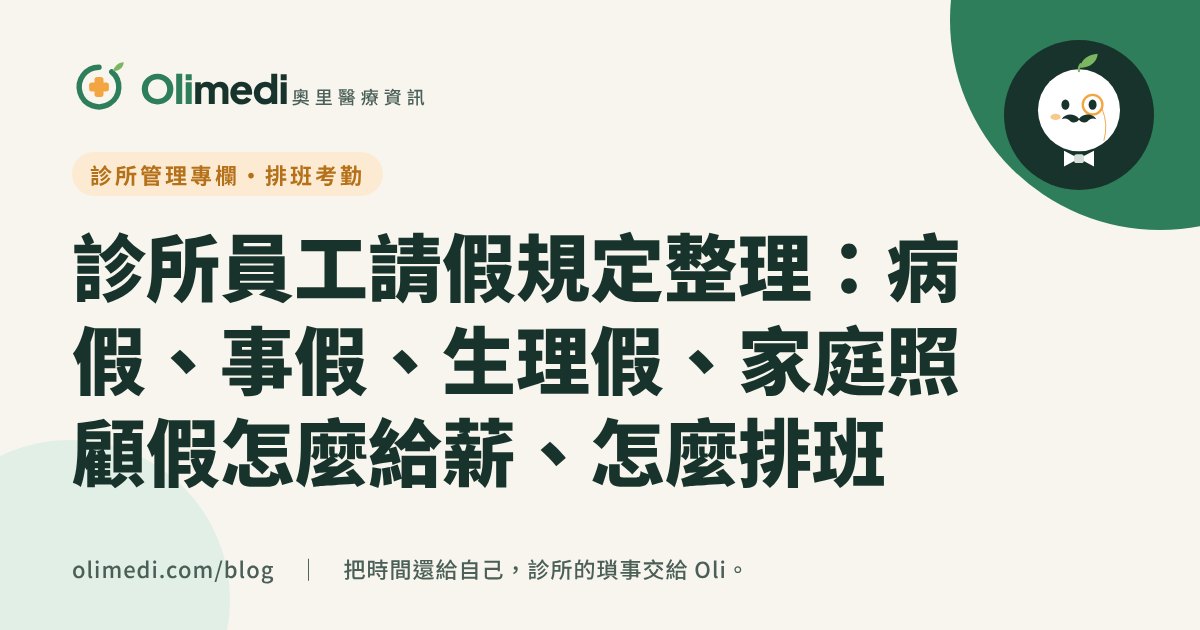 Olimedi 奧里醫療資訊
診所管理專欄・排班考勤
診所員工請假規定整理：病
假、事假、生理假、家庭照
顧假怎麼給薪、怎麼排班
olimedi.com/blog ｜ 把時間還給自己，診所的瑣事交給 Oli。